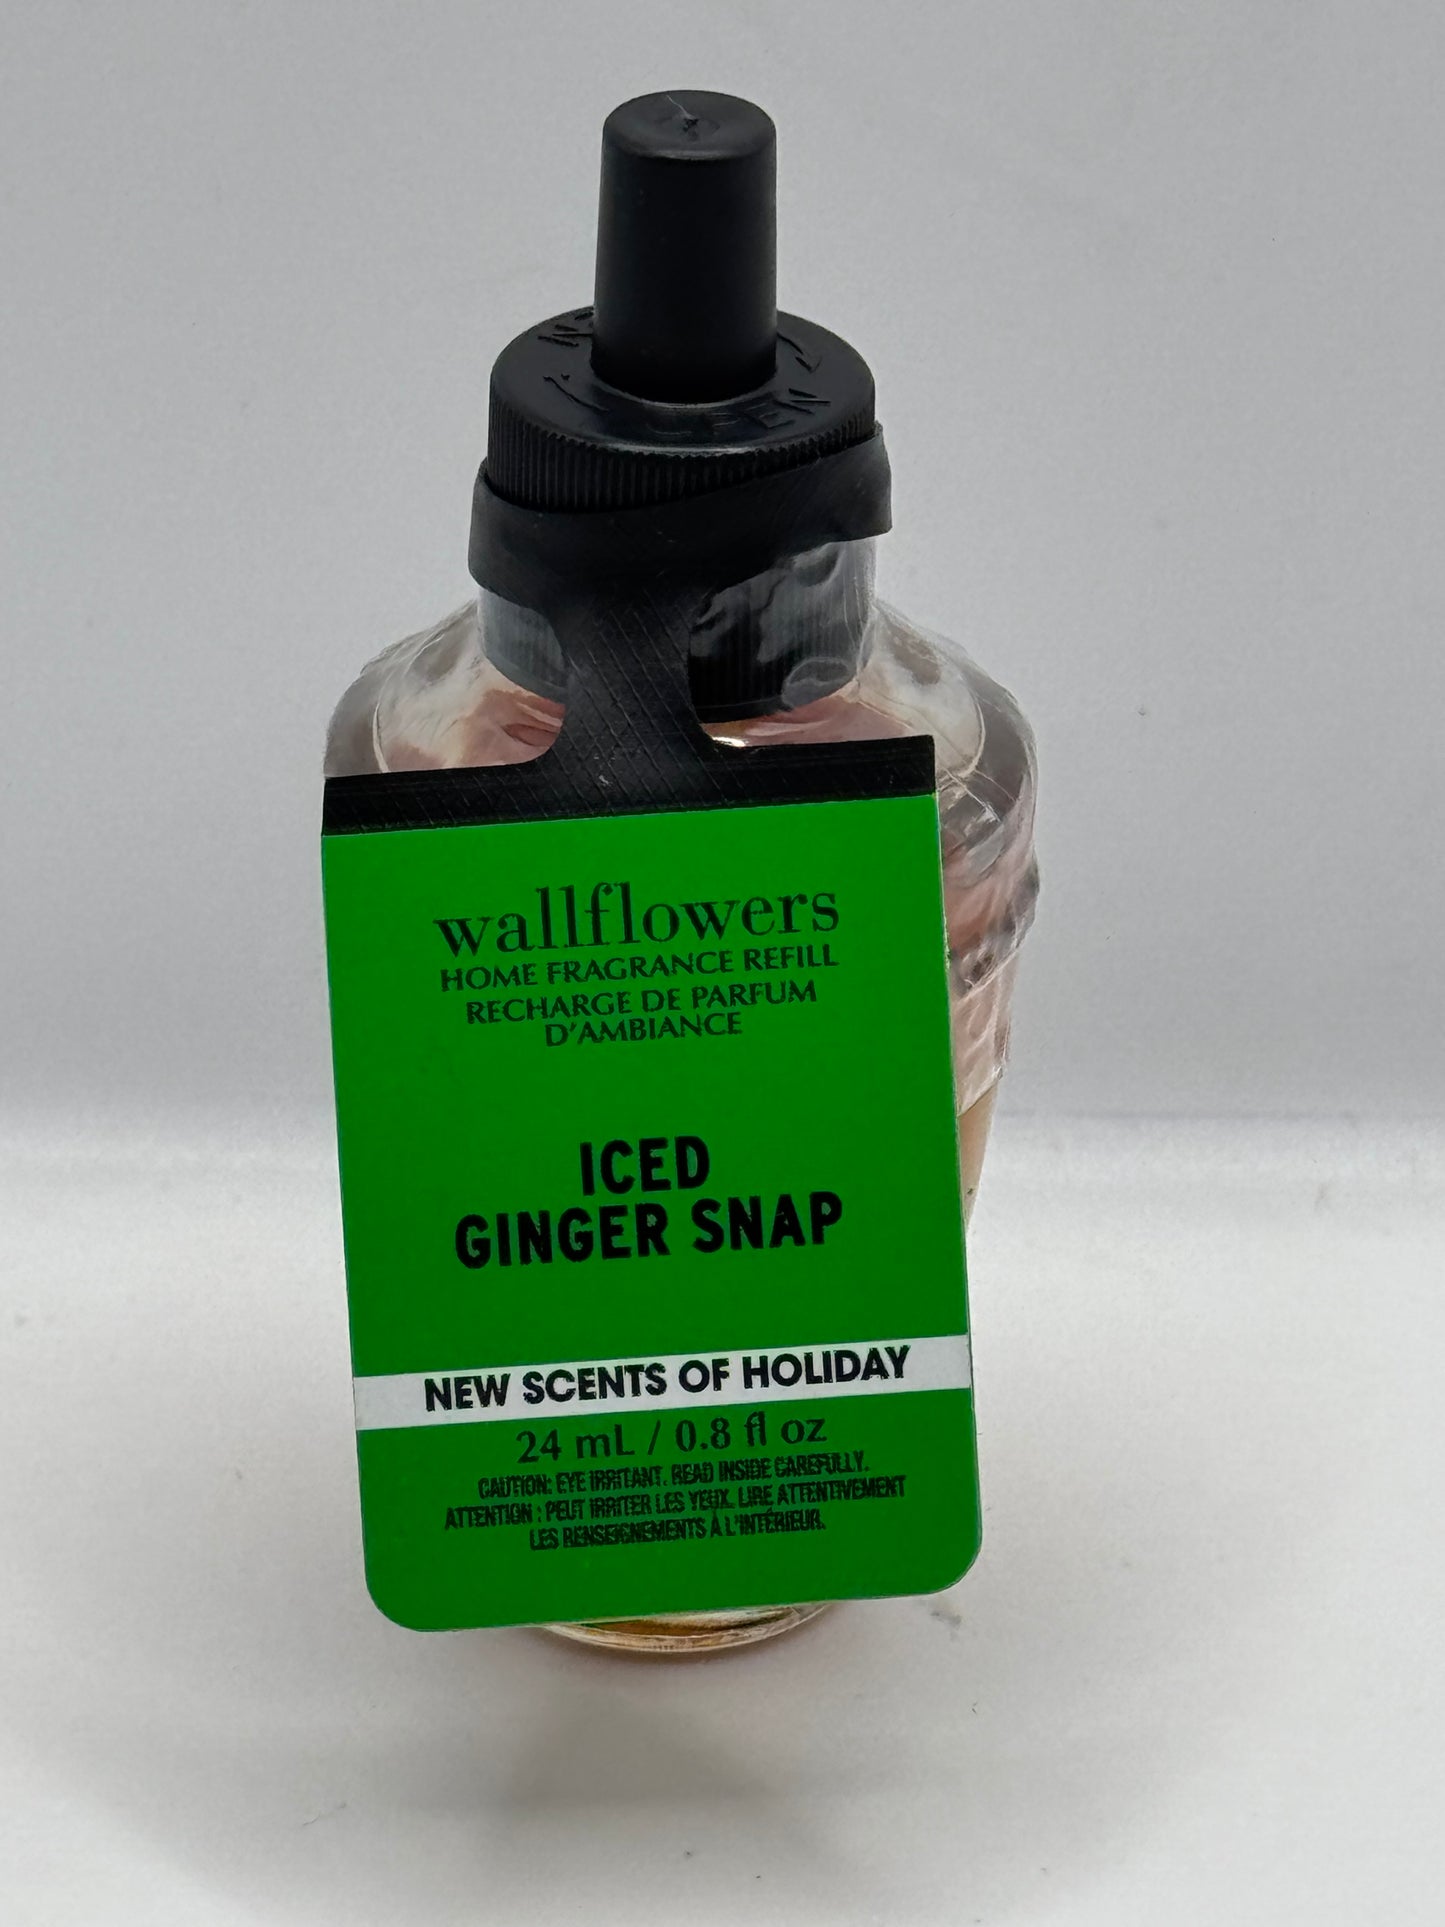 OPEN
wallflowers
HOME FRAGRANCE REFILL
RECHARGE DE PARFUM
D'AMBIANCE
ICED
GINGER SNAP
NEW SCENTS OF HOLIDAY
24 mL / 0.8 fl oz
CAUTION: EYE IRRITANT. READ INSIDE CAREFULLY.
ATTENTION : PEUT IRRITER LES YEUX. LIRE ATTENTIVEMENT
LES RENSEIGNEMENTS À L'INTÉRIEUR.